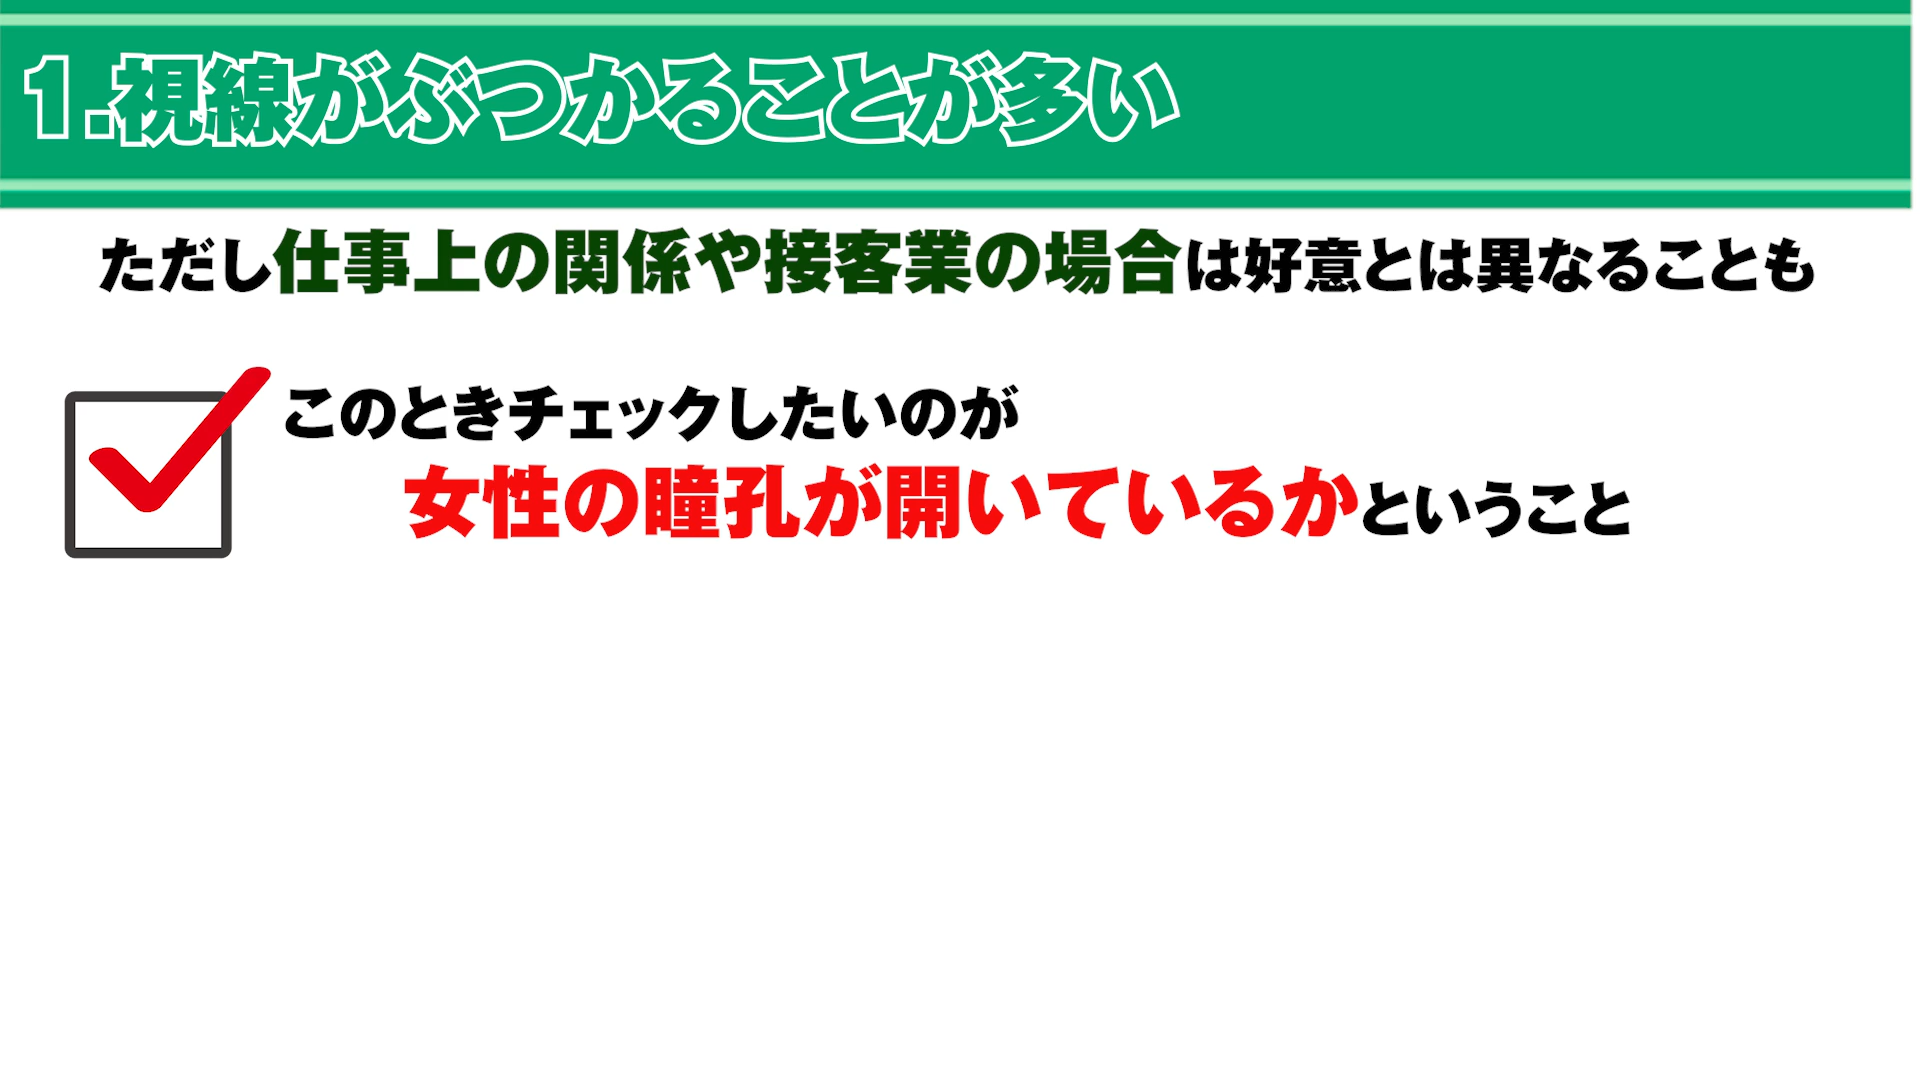 1.視線がぶつかることが多い
ただし仕事上の関係や接客業の場合は好意とは異なることも
このときチェックしたいのが
女性の瞳孔が開いているかということ